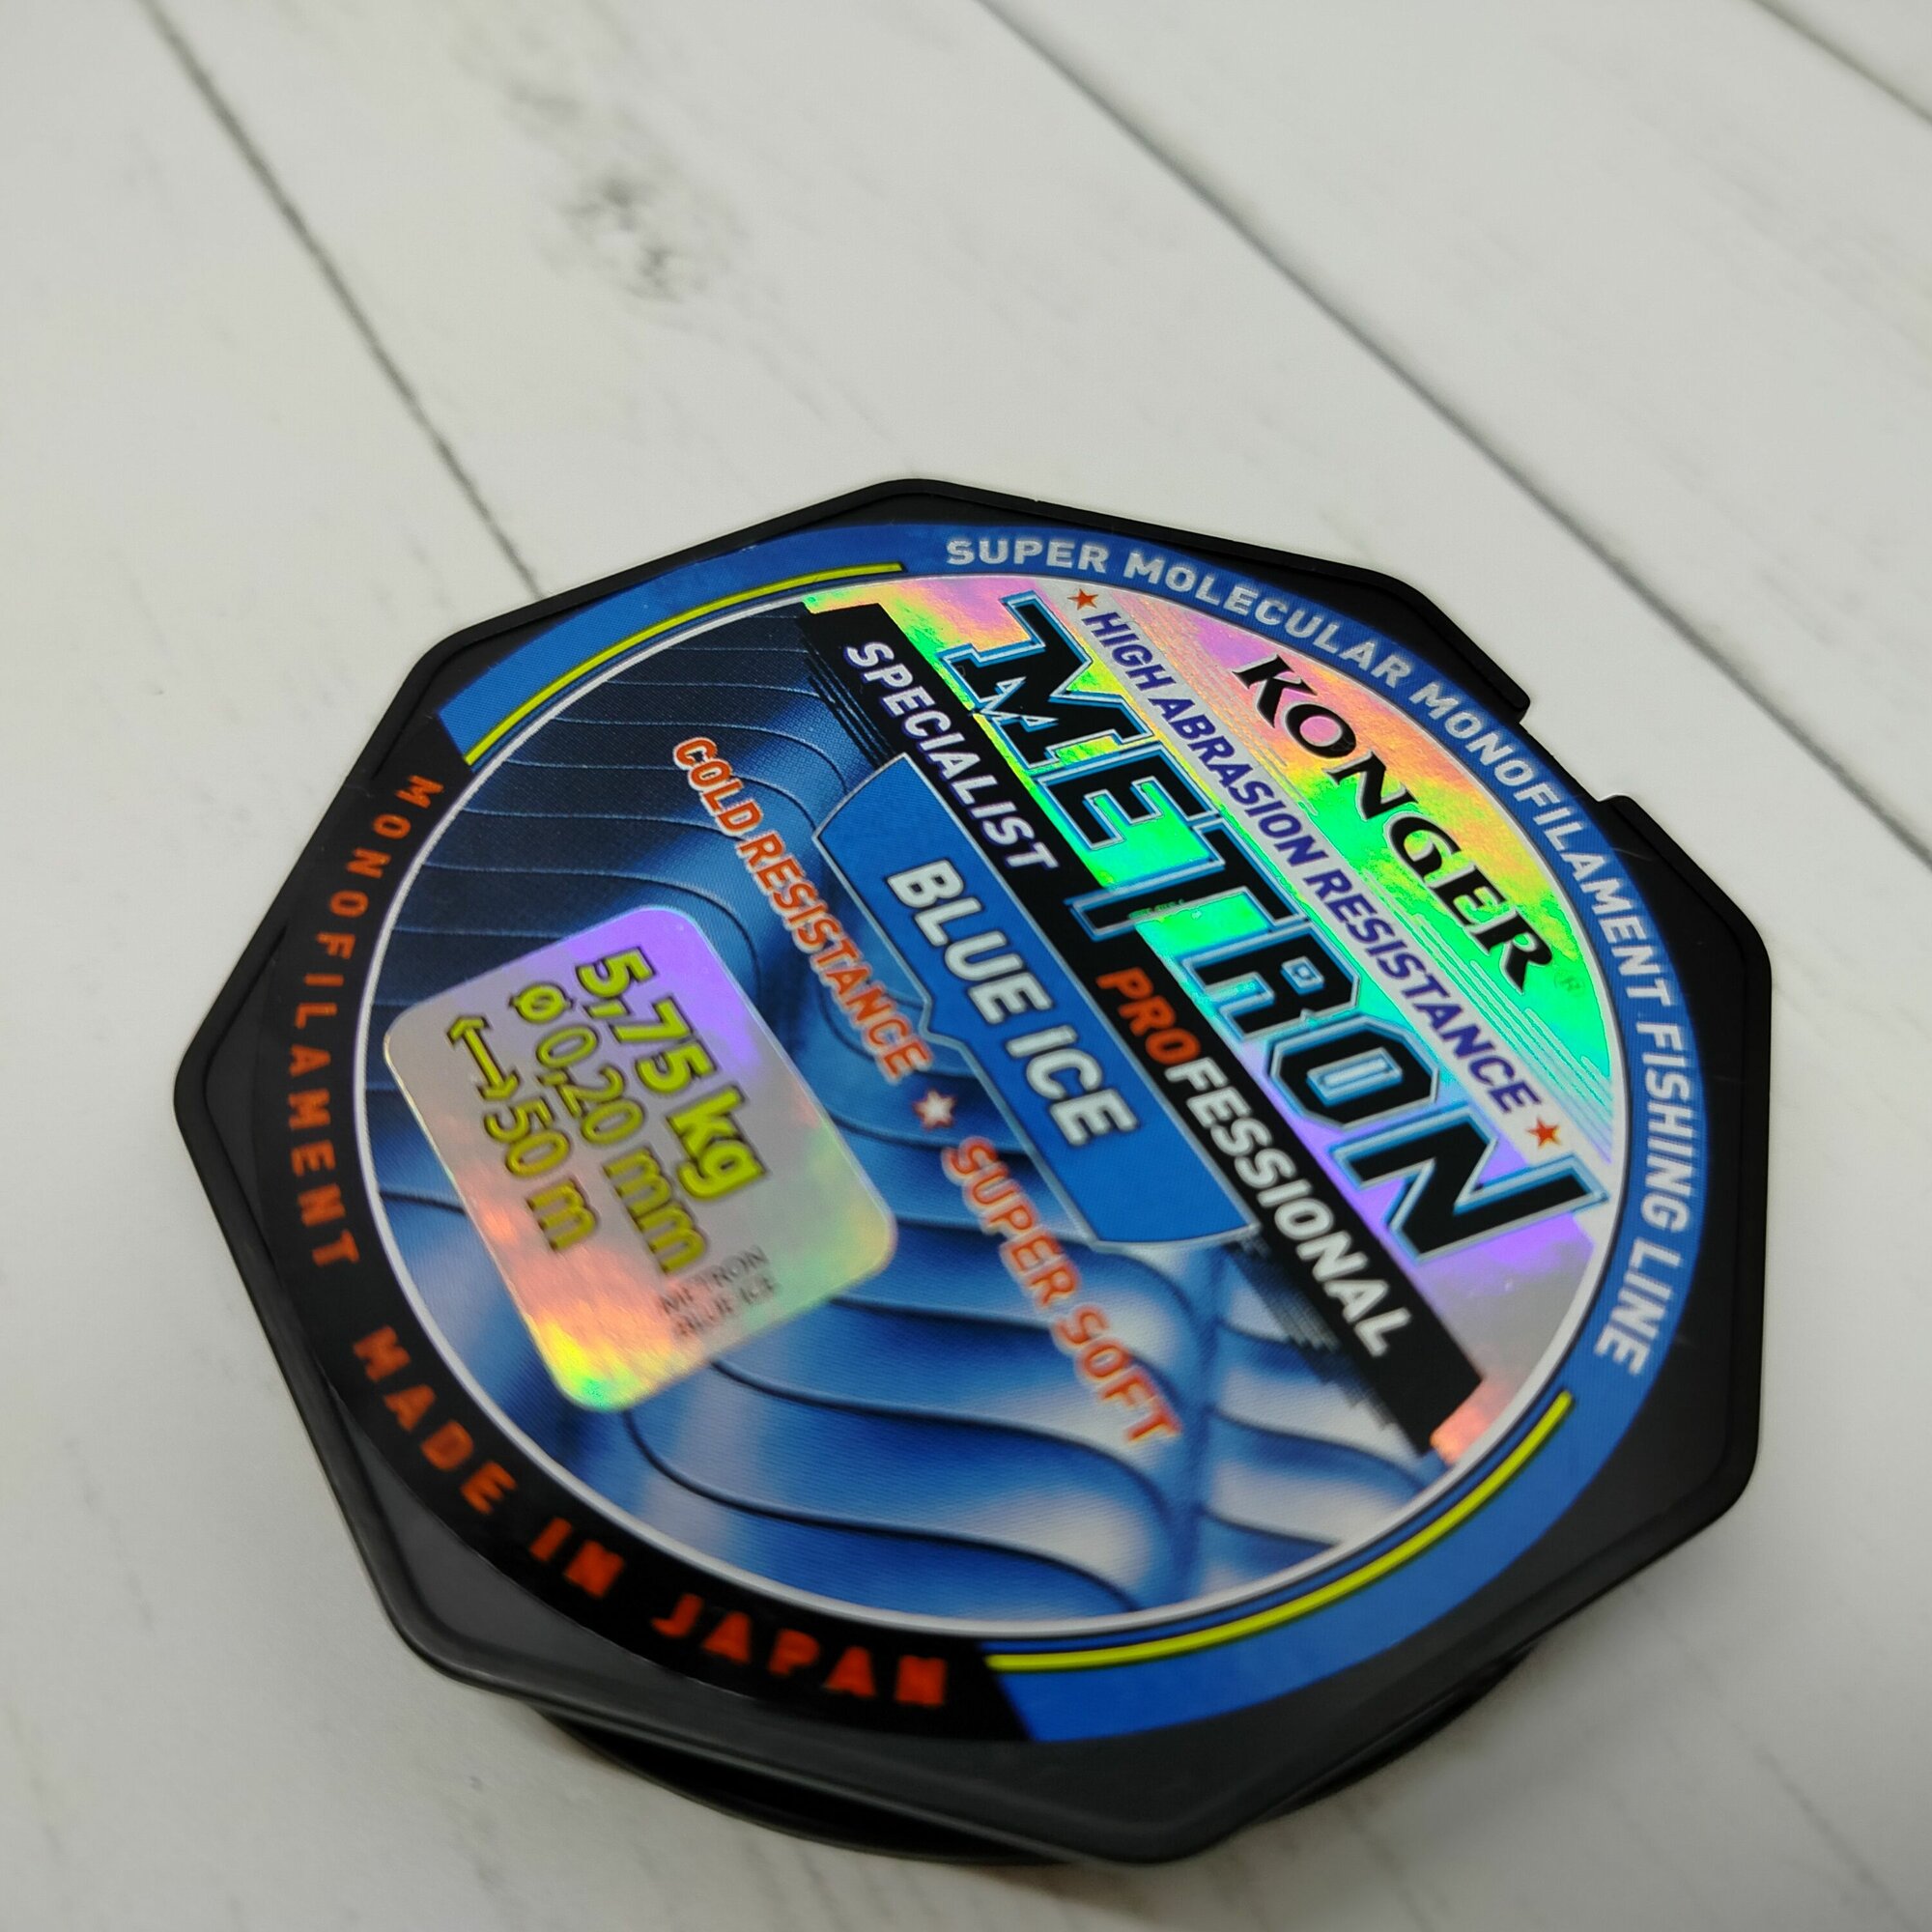 SUPER MOLECULAR MONOFILAMENT FISHING LINE
KONGER
★ HIGH ABRASION RESISTANCE ★
METRON
SPECIALIST PROFESSIONAL
BLUE ICE
COLD RESISTANCE ★ SUPER SOFT
5,75 kg
Ø 0,20 mm
↔ 50 m
METRON
BLUE ICE
MONOFILAMENT MADE IN JAPAN